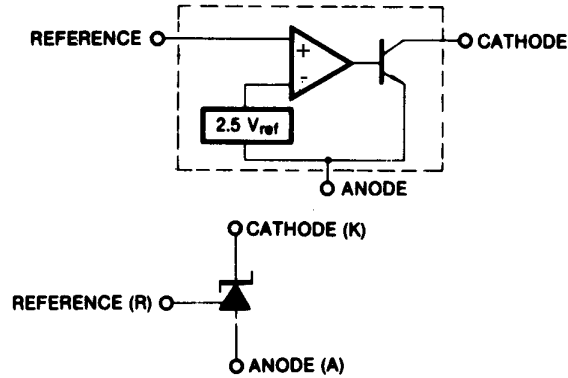 REFERENCE
CATHODE
+
-
2.5 Vref
ANODE
CATHODE (K)
REFERENCE (R)
ANODE (A)